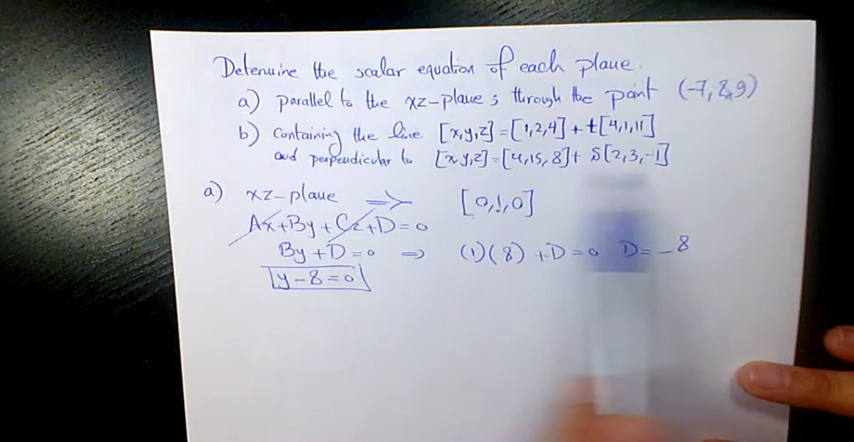 Determine the scalar equation of each plane.
a) parallel to the xz-plane & through the point (-7,8,9)
b) Containing the line [x,y,z]=[1,2,4]+t[4,1,11]
and perpendicular to [x,y,z]=[4,15,8]+s[2,3,-1]
a) xz-plane ⇒ [0,1,0]
Ax+By+Cz+D=0
By+D=0 ⇒ (1)(8)+D=0 D=-8
y-8=0